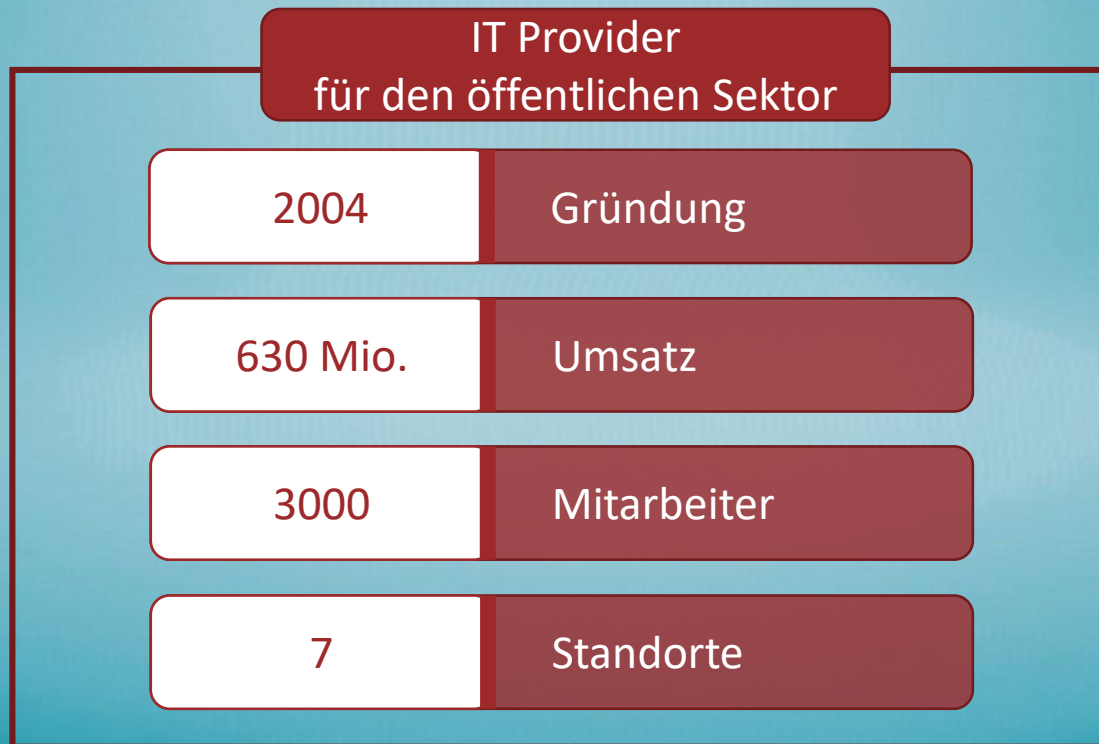 IT Provider
für den öffentlichen Sektor
2004 Gründung
630 Mio. Umsatz
3000 Mitarbeiter
7 Standorte